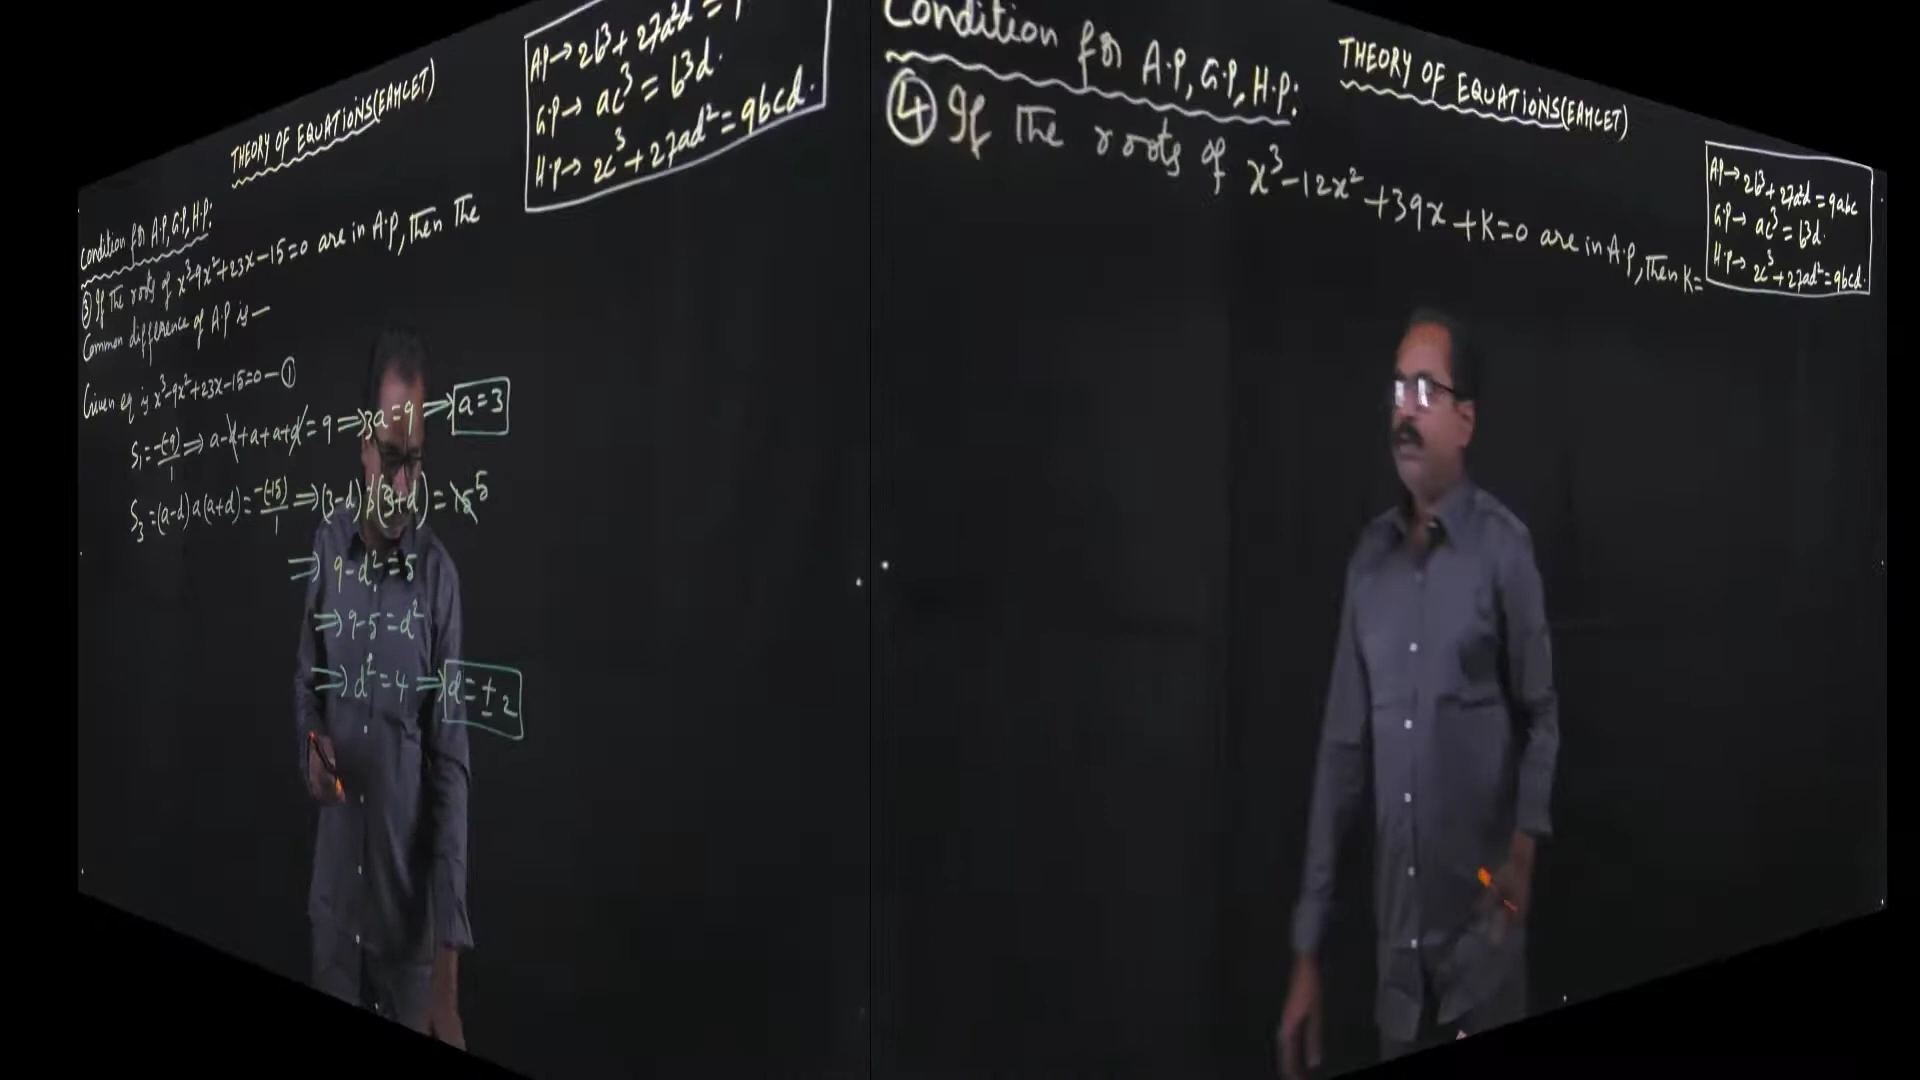 THEORY OF EQUATIONS(EAMCET)
AP→ 2b³ + 27a²d =
G.P→ ac³ = b³d.
H.P→ 2c³ + 27ad² = 9bcd.
Condition for A.P, G.P, H.P:
③ If the roots of x³-9x²+23x-15=0 are in A.P, Then the
Common difference of A.P is —
Given eq is x³-9x²+23x-15=0 — ①
S₁ = -(-9)/1 ⇒ a-d+a+a+d = 9 ⇒ 3a = 9 ⇒ a = 3
S₃ = (a-d) a (a+d) = -(-15)/1 ⇒ (3-d) 3 (3+d) = 15 5
⇒ 9-d² = 5
⇒ 9-5 = d²
⇒ d² = 4 ⇒ d = ± 2
Condition for A.P, G.P, H.P:
THEORY OF EQUATIONS(EAMCET)
④ If The roots of x³-12x²+39x+K=0 are in A.P, Then K=
AP→ 2b³ + 27a²d = 9abc
G.P→ ac³ = b³d.
H.P→ 2c³ + 27ad² = 9bcd.